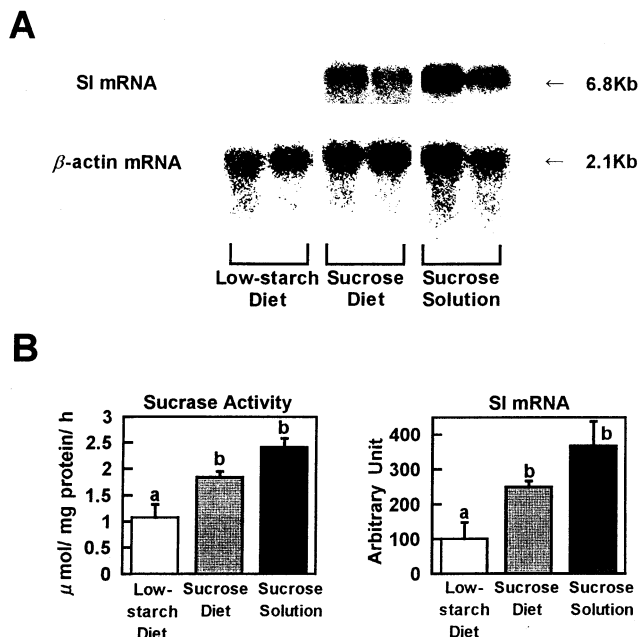 A
SI mRNA ← 6.8Kb
β-actin mRNA ← 2.1Kb
Low-starch Diet
Sucrose Diet
Sucrose Solution
B
Sucrase Activity
μ mol/ mg protein/ h
3
2.5
2
1.5
1
0.5
0
a
b
b
Low-starch Diet
Sucrose Diet
Sucrose Solution
SI mRNA
Arbitrary Unit
400
300
200
100
0
a
b
b
Low-starch Diet
Sucrose Diet
Sucrose Solution